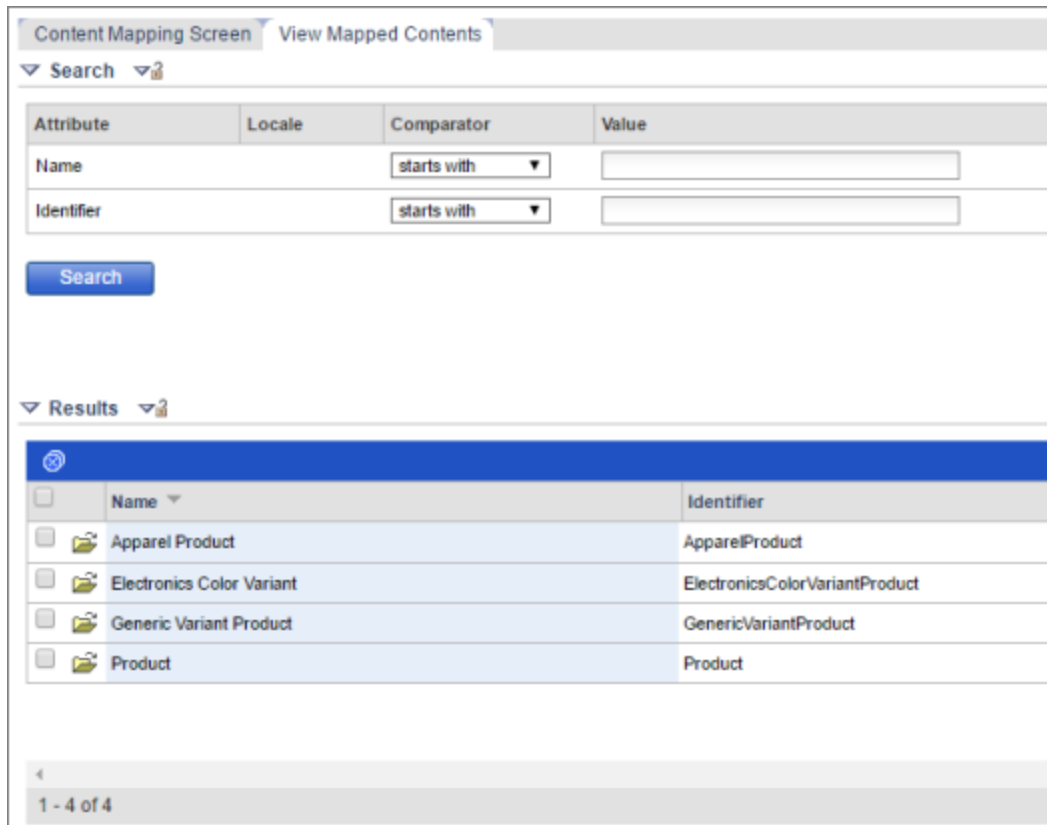 Content Mapping Screen View Mapped Contents
Search
Attribute Locale Comparator Value
Name starts with
Identifier starts with
Search
Results
Name Identifier
Apparel Product ApparelProduct
Electronics Color Variant ElectronicsColorVariantProduct
Generic Variant Product GenericVariantProduct
Product Product
1 - 4 of 4